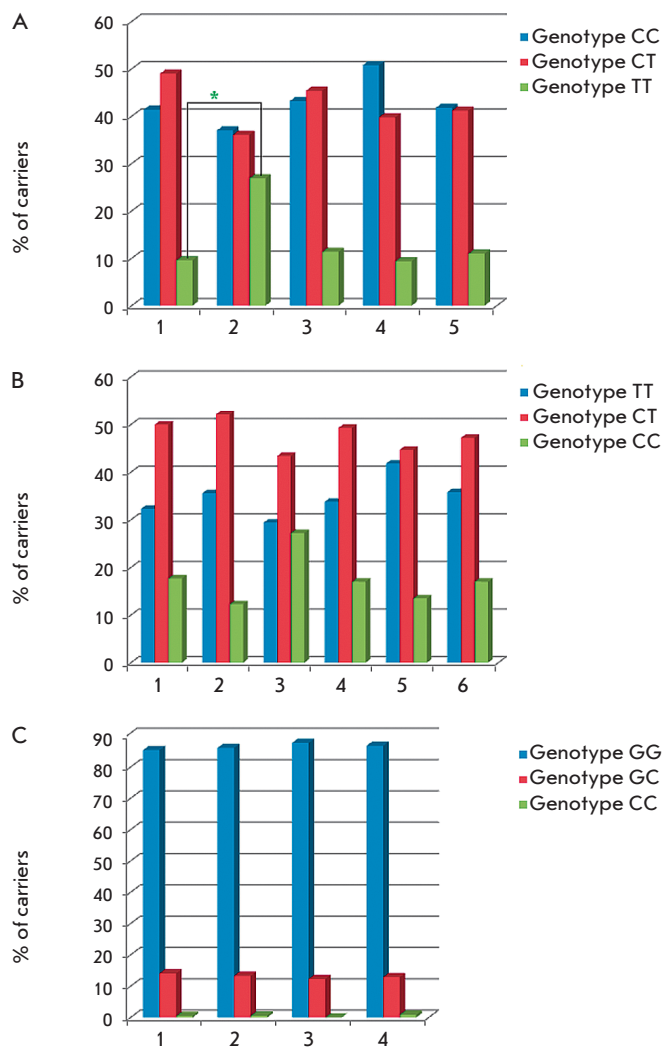 A
60
50
40
30
20
10
0
% of carriers
*
1 2 3 4 5
Genotype CC
Genotype CT
Genotype TT
B
60
50
40
30
20
10
0
% of carriers
1 2 3 4 5 6
Genotype TT
Genotype CT
Genotype CC
C
90
80
70
60
50
40
30
20
10
0
% of carriers
1 2 3 4
Genotype GG
Genotype GC
Genotype CC